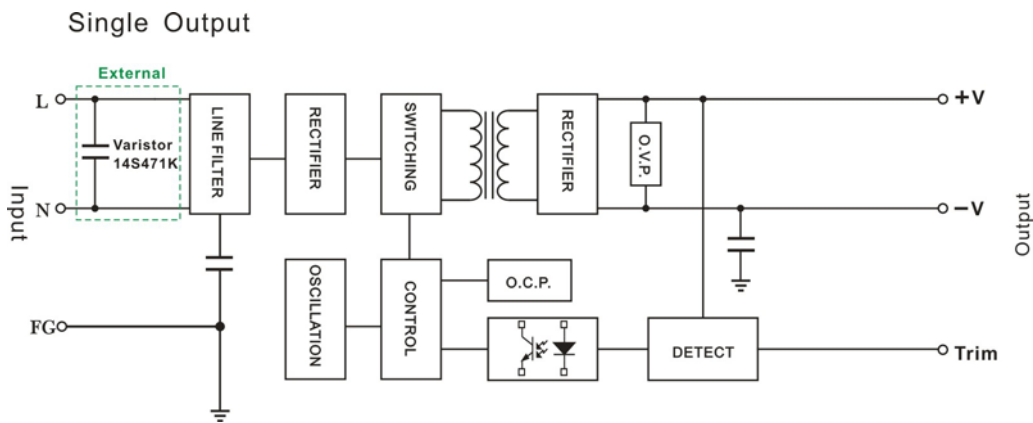 Single Output
External
L
Varistor
14S471K
N
Input
FG
LINE FILTER
RECTIFIER
SWITCHING
RECTIFIER
O.V.P.
+V
−V
Output
OSCILLATION
CONTROL
O.C.P.
DETECT
Trim